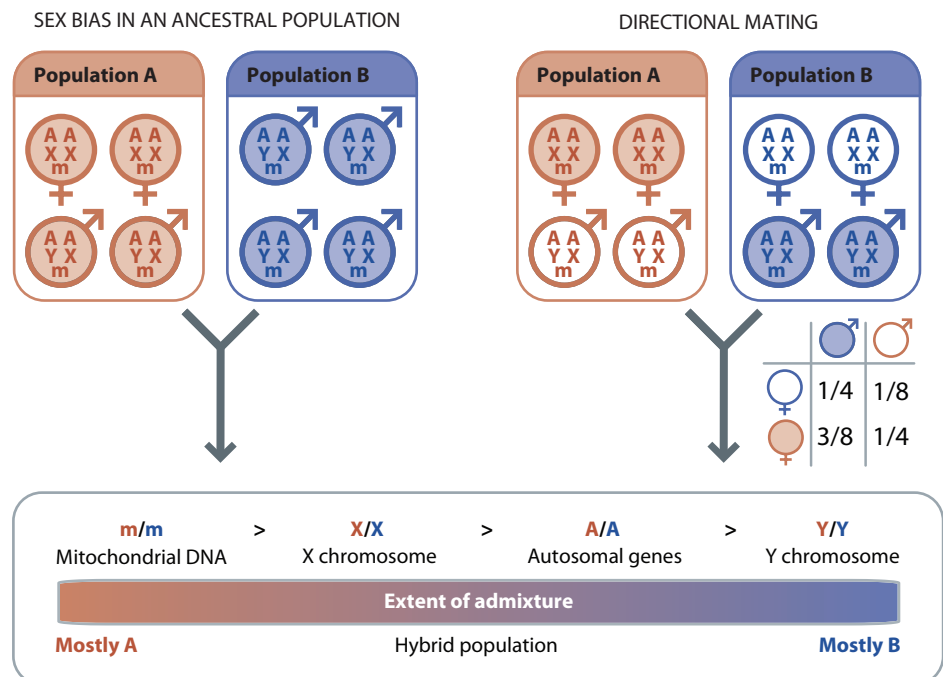 SEX BIAS IN AN ANCESTRAL POPULATION
DIRECTIONAL MATING
Population A
Population B
Population A
Population B
A A
X X
m
A A
X X
m
A A
Y X
A A
Y X
A A
Y X
m
A A
Y X
m
A A
Y X
m
A A
Y X
m
A A
X X
m
A A
X X
m
A A
X X
m
A A
X X
m
A A
Y X
m
A A
Y X
m
A A
Y X
m
A A
Y X
m
1/4 1/8
3/8 1/4
m/m > X/X > A/A > Y/Y
Mitochondrial DNA X chromosome Autosomal genes Y chromosome
Extent of admixture
Mostly A Hybrid population Mostly B